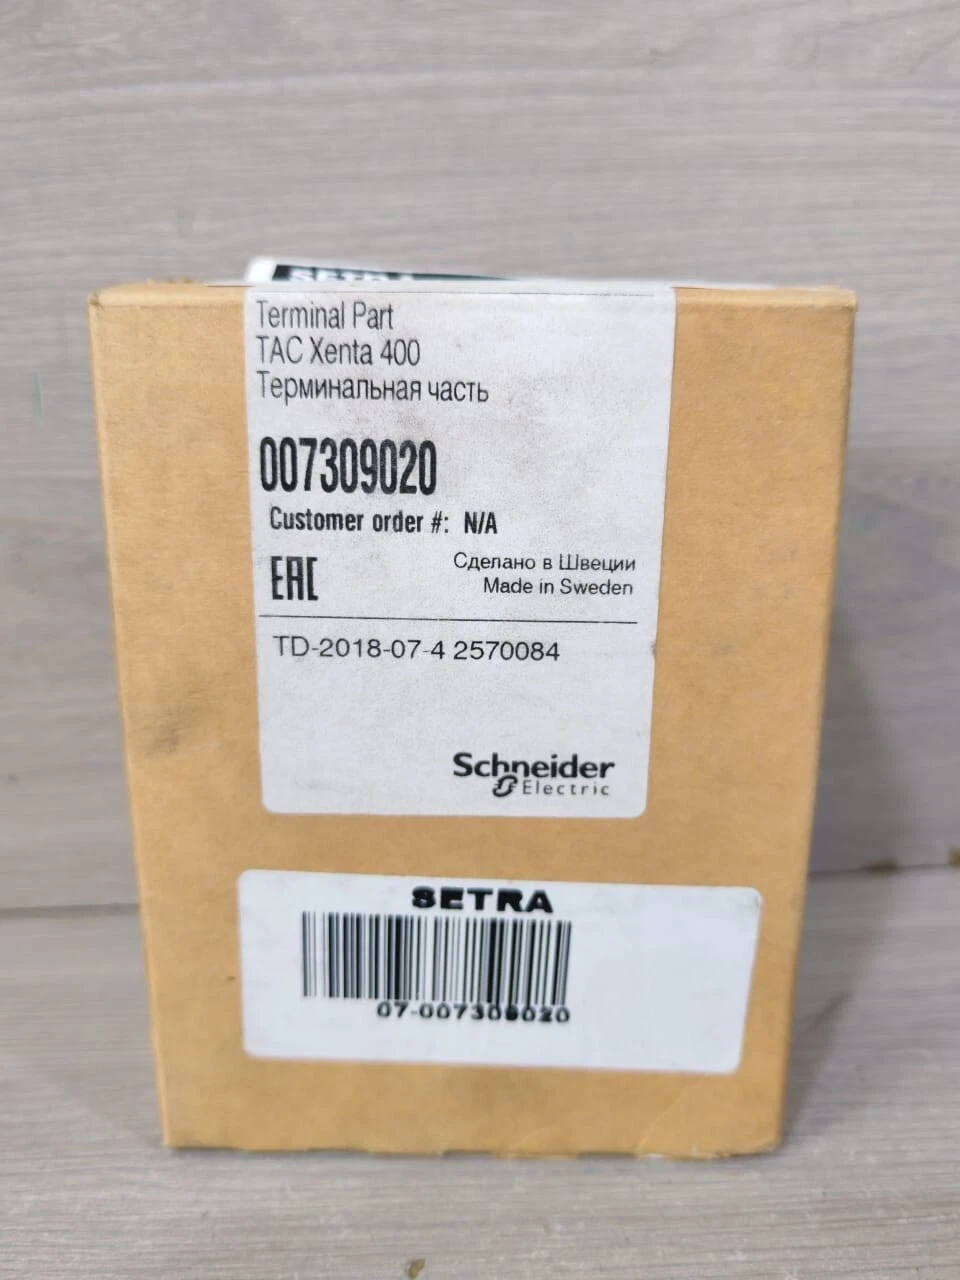 SETRA
Terminal Part
TAC Xenta 400
Терминальная часть
007309020
Customer order #: N/A
EAC
Сделано в Швеции
Made in Sweden
TD-2018-07-4 2570084
Schneider
Electric
SETRA
07-007309020